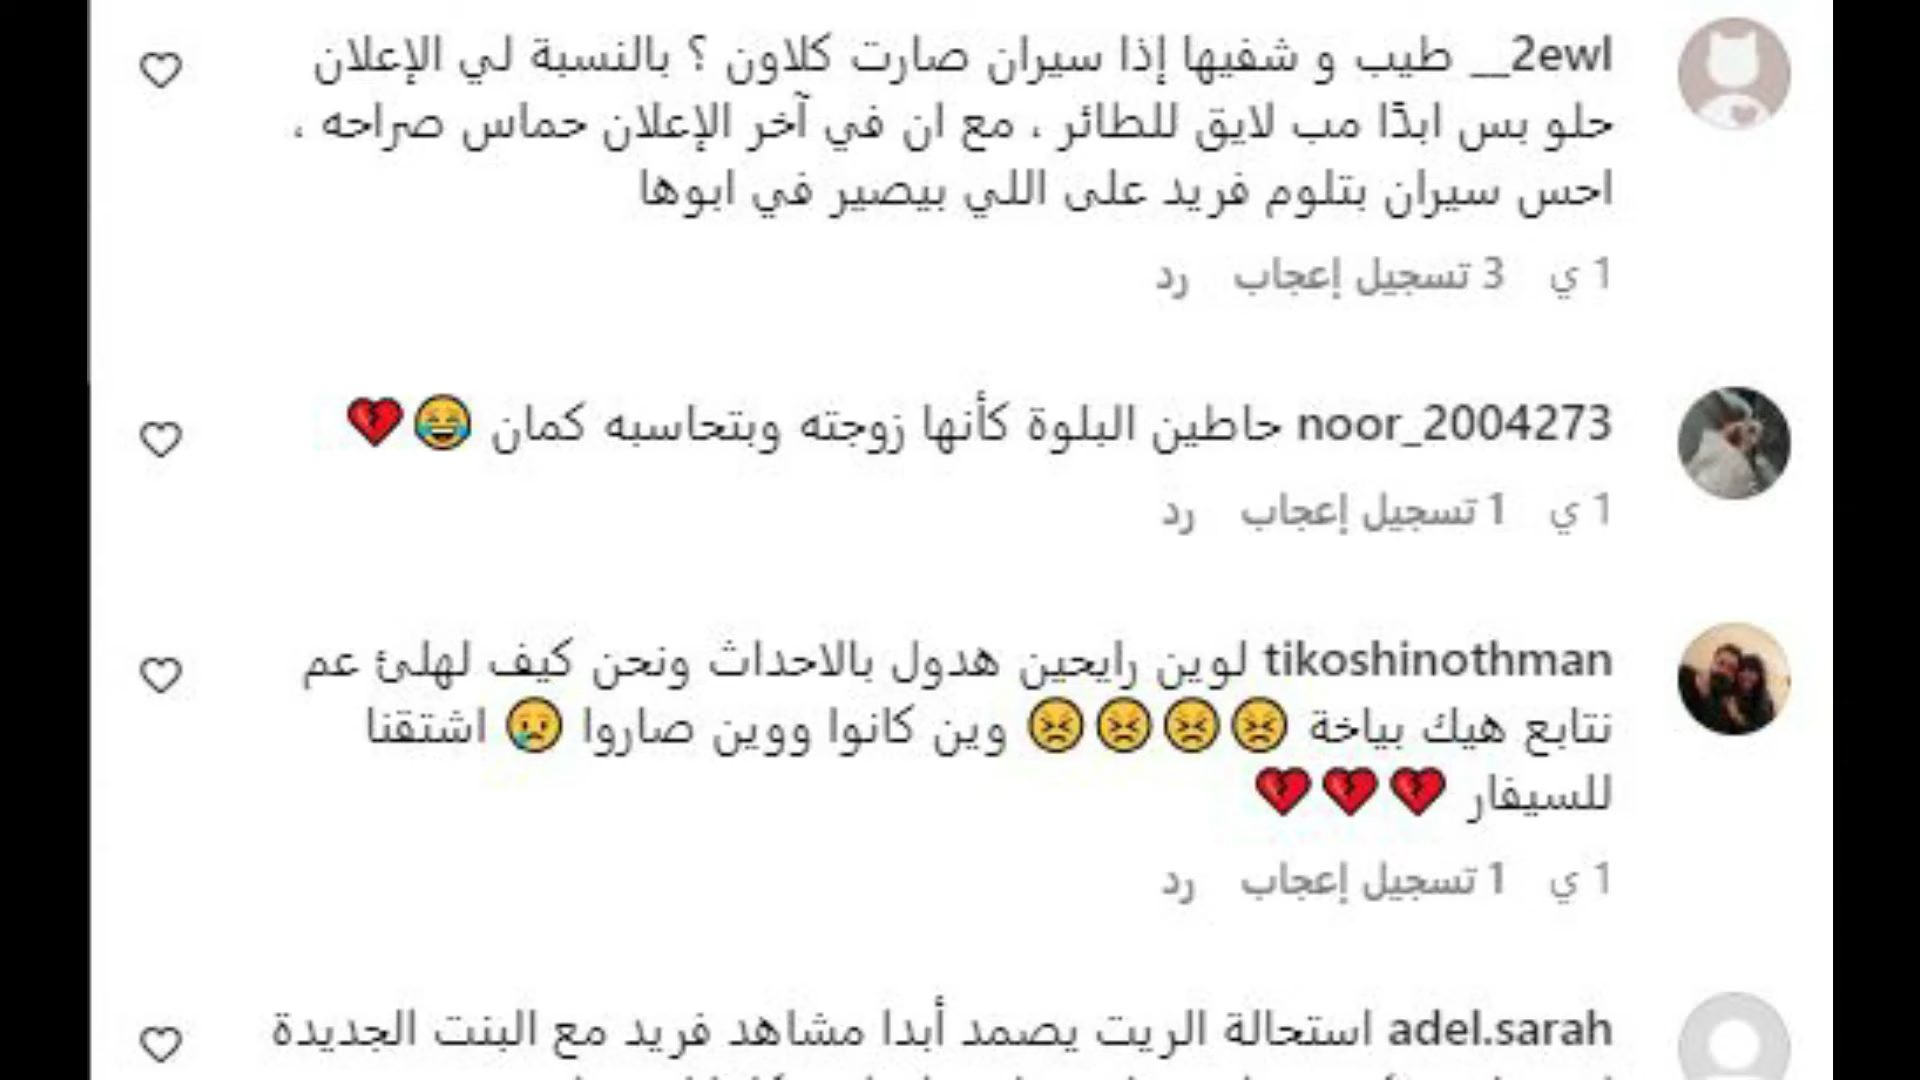 2ewl__ طيب و شفيها إذا سيران صارت كلاون ؟ بالنسبة لي الإعلان
حلو بس ابدًا مب لايق للطائر ، مع ان في آخر الإعلان حماس صراحه ،
احس سيران بتلوم فريد على اللي بيصير في ابوها
1 ي 3 تسجيل إعجاب رد
noor_2004273 حاطين البلوة كأنها زوجته وبتحاسبه كمان 😂💔
1 ي 1 تسجيل إعجاب رد
tikoshinothman لوين رايحين هدول بالاحداث ونحن كيف لهلئ عم
نتابع هيك بياخة 😣😣😣😣 وين كانوا ووين صاروا 😢 اشتقنا
للسيفار 💔💔💔
1 ي 1 تسجيل إعجاب رد
adel.sarah استحالة الريت يصمد أبدا مشاهد فريد مع البنت الجديدة